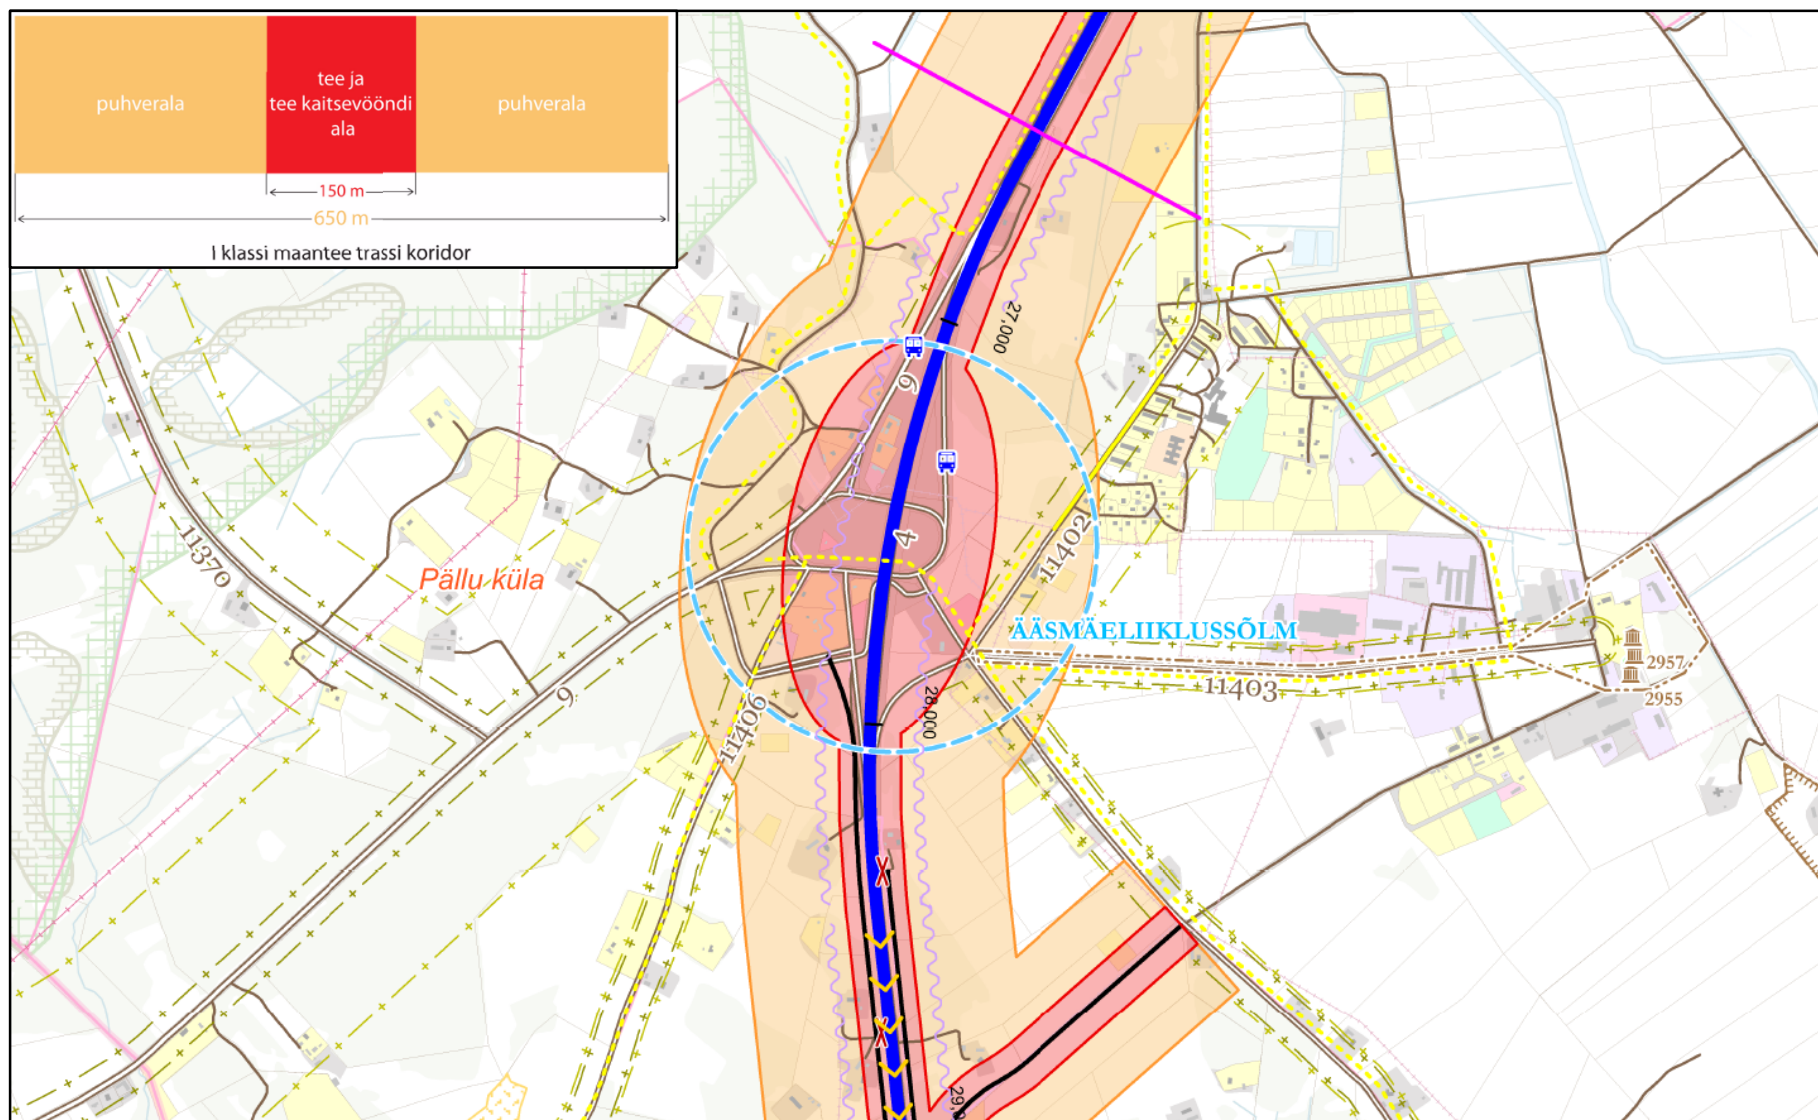 puhverala
tee ja
tee kaitsevööndi
ala
puhverala
150 m
650 m
I klassi maantee trassi koridor
27,000
9
4
11402
11370
Pällu küla
ÄÄSMÄELIIKLUSSÕLM
2957
2955
11403
9
28,000
11406